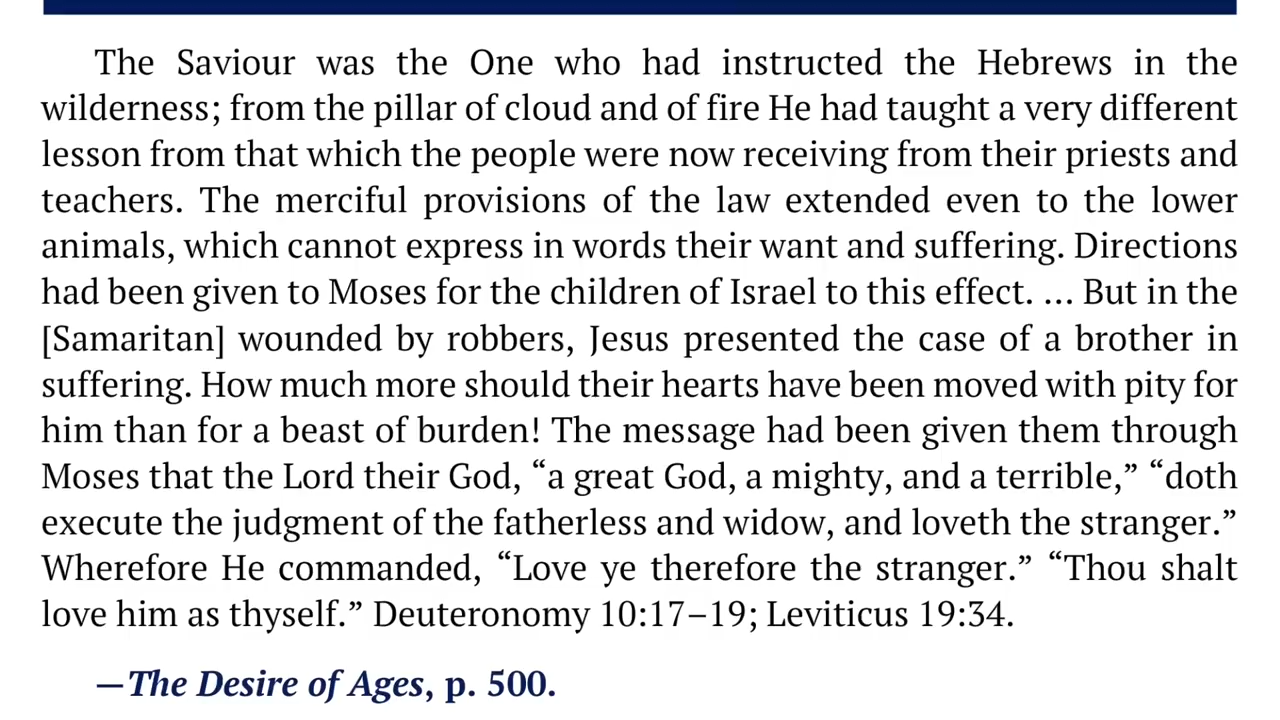 The Saviour was the One who had instructed the Hebrews in the
wilderness; from the pillar of cloud and of fire He had taught a very different
lesson from that which the people were now receiving from their priests and
teachers. The merciful provisions of the law extended even to the lower
animals, which cannot express in words their want and suffering. Directions
had been given to Moses for the children of Israel to this effect. … But in the
[Samaritan] wounded by robbers, Jesus presented the case of a brother in
suffering. How much more should their hearts have been moved with pity for
him than for a beast of burden! The message had been given them through
Moses that the Lord their God, “a great God, a mighty, and a terrible,” “doth
execute the judgment of the fatherless and widow, and loveth the stranger.”
Wherefore He commanded, “Love ye therefore the stranger.” “Thou shalt
love him as thyself.” Deuteronomy 10:17–19; Leviticus 19:34.
—The Desire of Ages, p. 500.